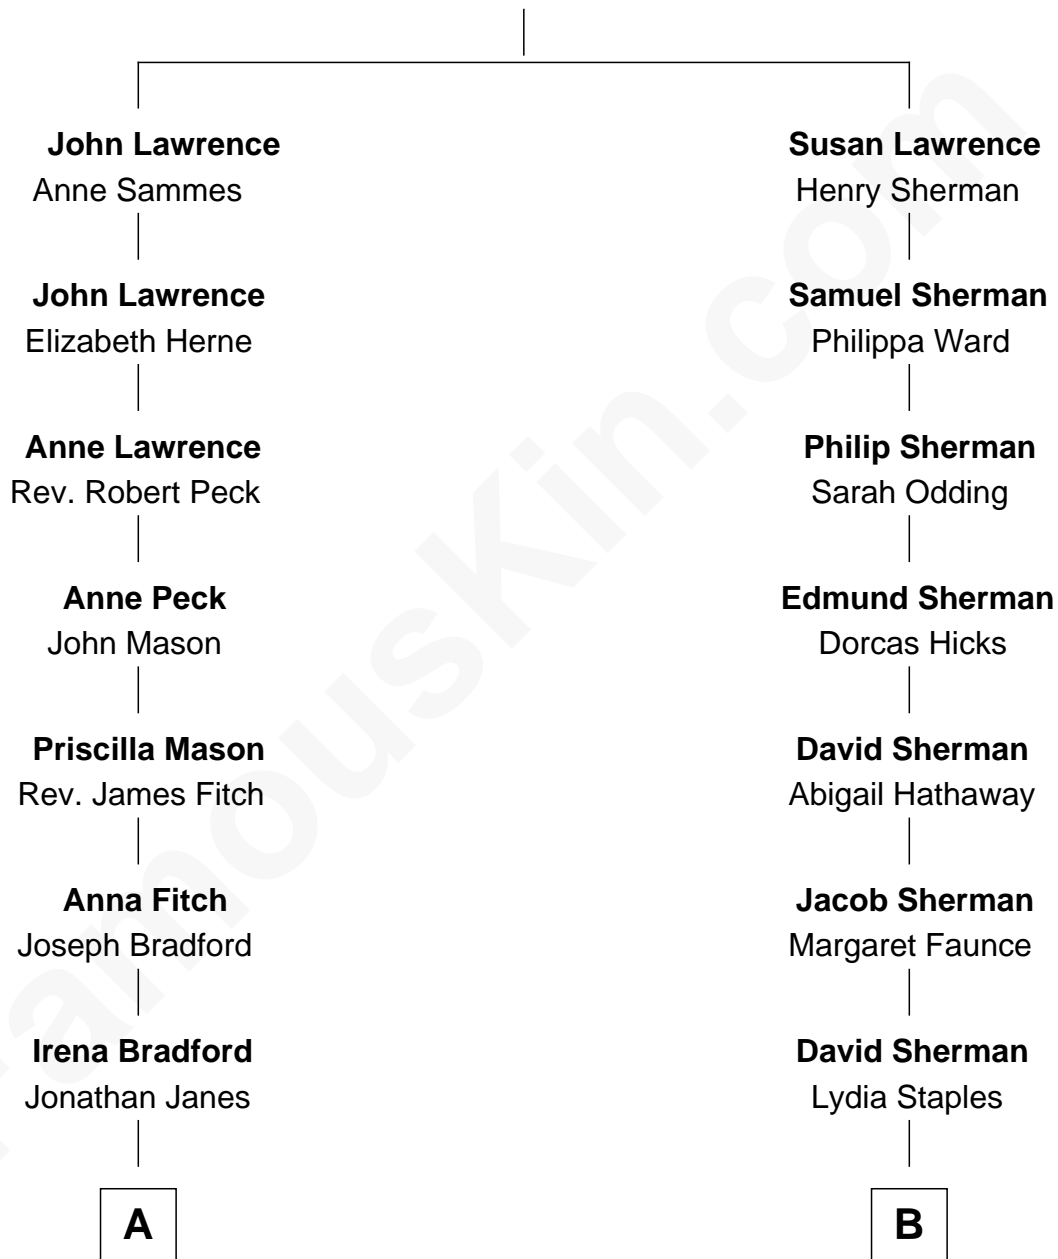 John Lawrence
Anne Sammes
John Lawrence
Elizabeth Herne
Anne Lawrence
Rev. Robert Peck
Anne Peck
John Mason
Priscilla Mason
Rev. James Fitch
Anna Fitch
Joseph Bradford
Irena Bradford
Jonathan Janes
A
Susan Lawrence
Henry Sherman
Samuel Sherman
Philippa Ward
Philip Sherman
Sarah Odding
Edmund Sherman
Dorcas Hicks
David Sherman
Abigail Hathaway
Jacob Sherman
Margaret Faunce
David Sherman
Lydia Staples
B
FamousKin.com